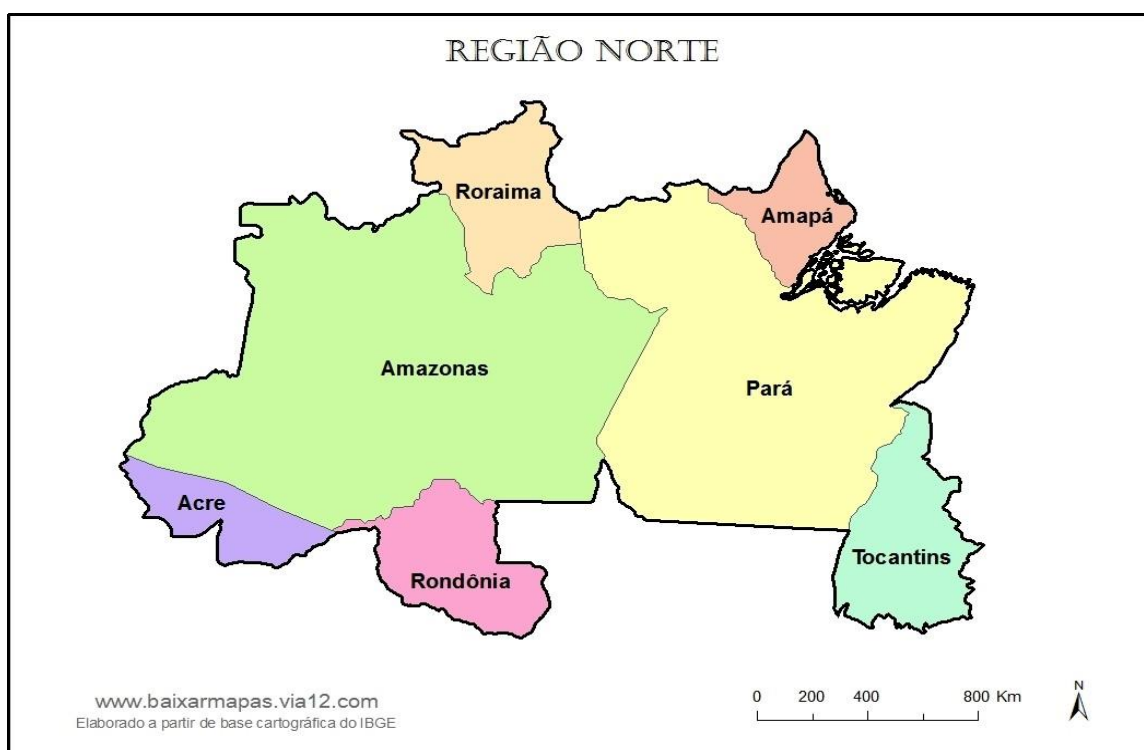 REGIÃO NORTE
Roraima
Amapá
Amazonas
Pará
Acre
Rondônia
Tocantins
www.baixarmapas.via12.com
Elaborado a partir de base cartográfica do IBGE
0 200 400 800 Km
N